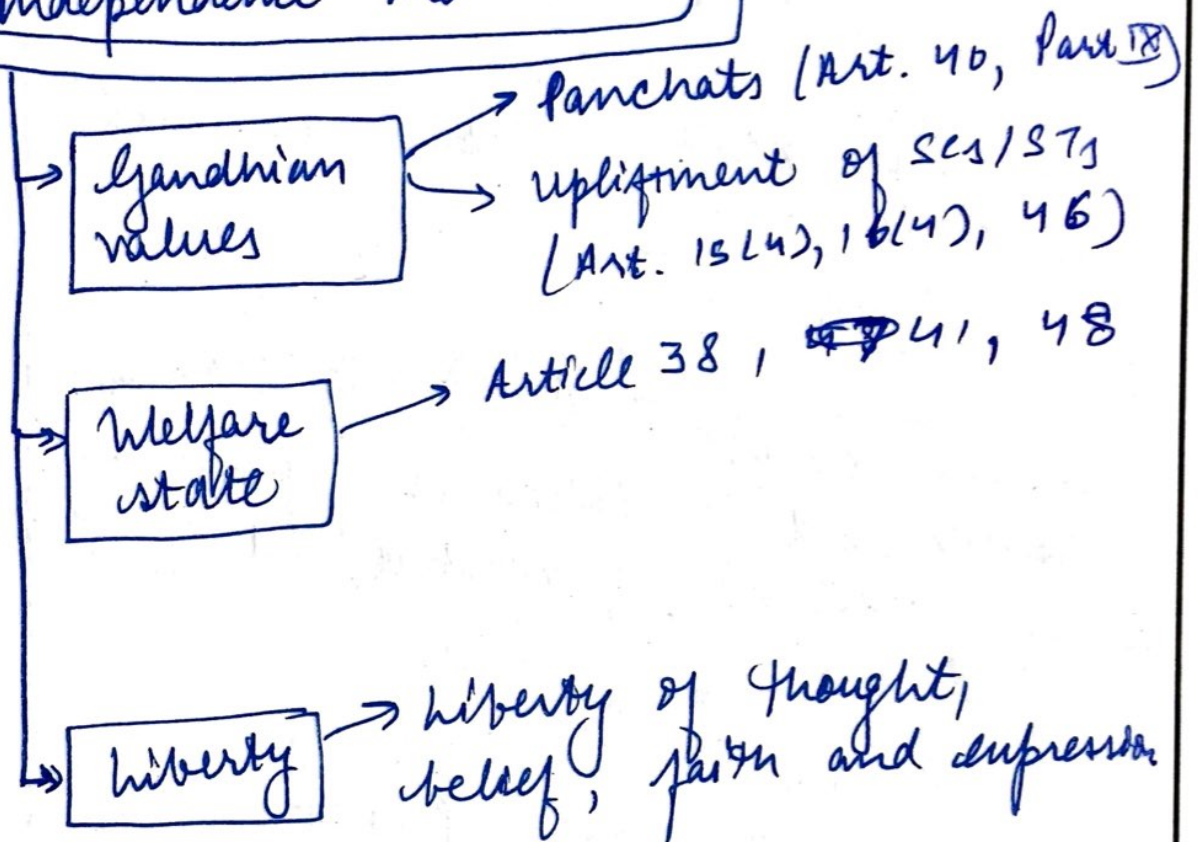 independence
Gandhian
values
Panchats (Art. 40, Part IX)
Upliftment of SCs/STs
(Art. 15(4), 16(4), 46)
Welfare
state
Article 38, 41, 48
Liberty
Liberty of thought,
belief, faith and expression